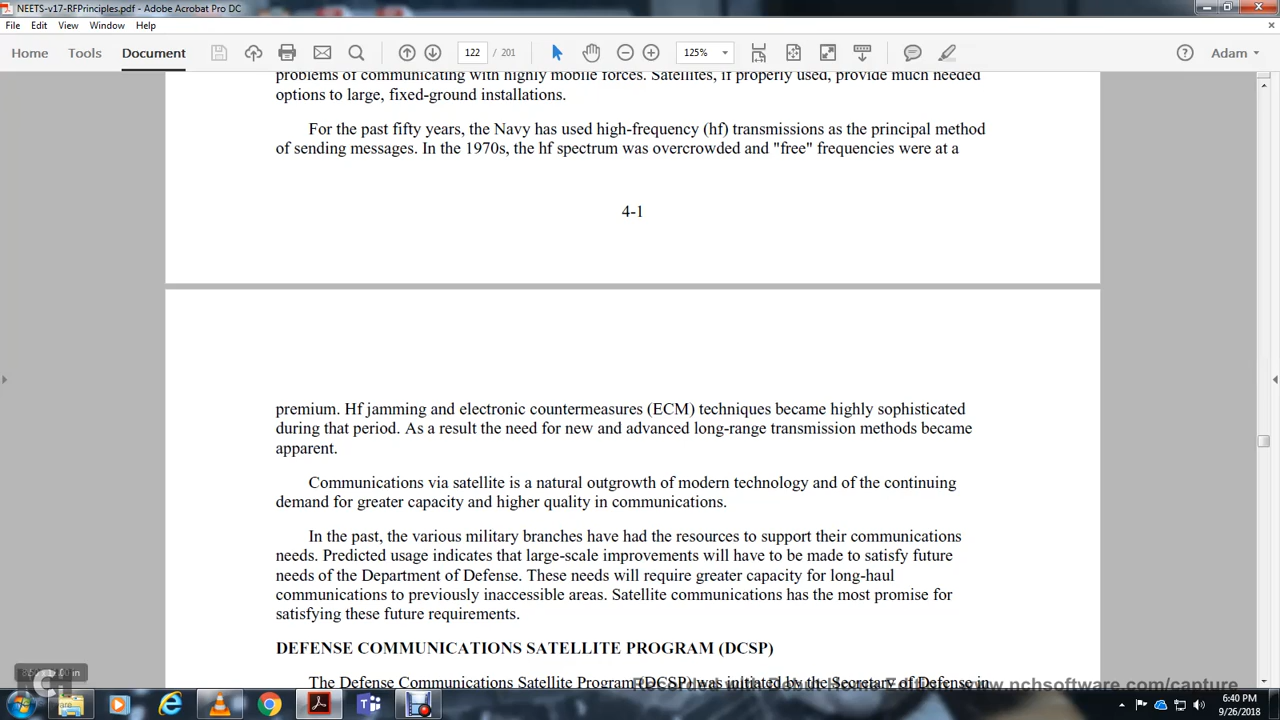 NEETS-v17-RFPrinciples.pdf - Adobe Acrobat Pro DC
File Edit View Window Help
Home Tools Document 122 / 201 125% Adam
problems of communicating with highly mobile forces. Satellites, if properly used, provide much needed
options to large, fixed-ground installations.
For the past fifty years, the Navy has used high-frequency (hf) transmissions as the principal method
of sending messages. In the 1970s, the hf spectrum was overcrowded and "free" frequencies were at a
4-1
premium. Hf jamming and electronic countermeasures (ECM) techniques became highly sophisticated
during that period. As a result the need for new and advanced long-range transmission methods became
apparent.
Communications via satellite is a natural outgrowth of modern technology and of the continuing
demand for greater capacity and higher quality in communications.
In the past, the various military branches have had the resources to support their communications
needs. Predicted usage indicates that large-scale improvements will have to be made to satisfy future
needs of the Department of Defense. These needs will require greater capacity for long-haul
communications to previously inaccessible areas. Satellite communications has the most promise for
satisfying these future requirements.
DEFENSE COMMUNICATIONS SATELLITE PROGRAM (DCSP)
The Defense Communications Satellite Program (DCSP) was initiated by the Secretary of Defense in
www.nchsoftware.com/capture
6:40 PM
9/26/2018